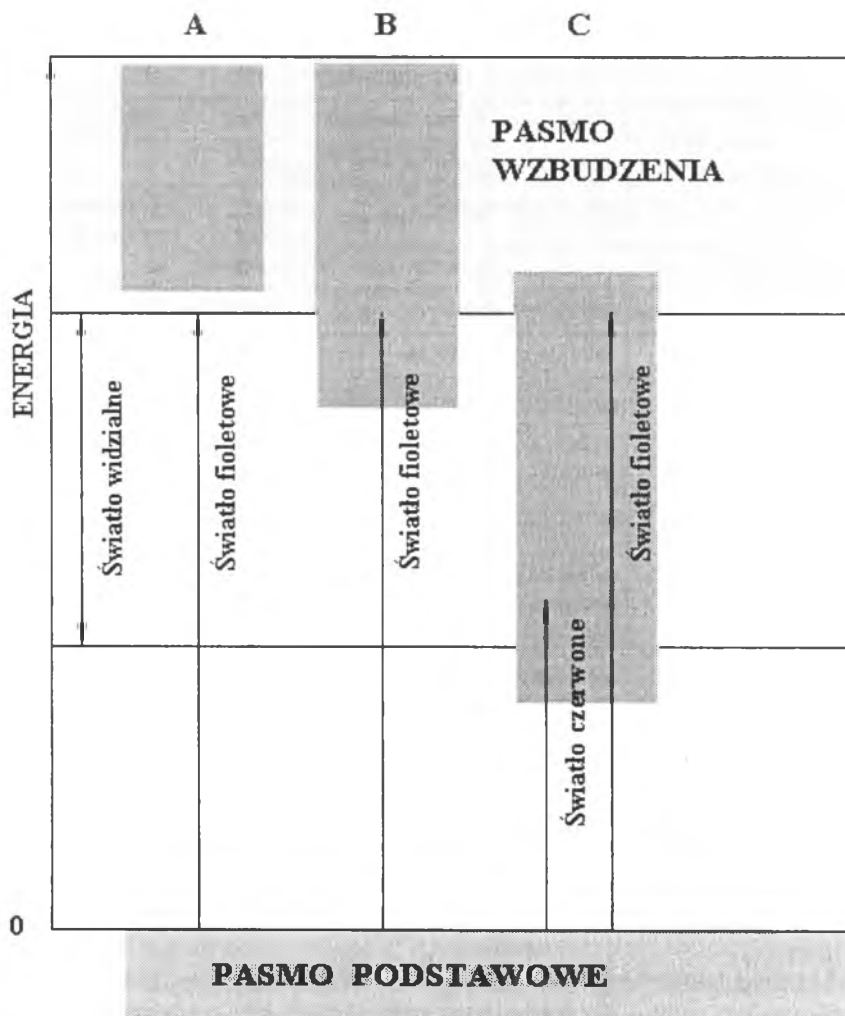 A B C
PASMO
WZBUDZENIA
ENERGIA
Światło widzialne
Światło fioletowe
Światło fioletowe
Światło czerwone
Światło fioletowe
0
PASMO PODSTAWOWE